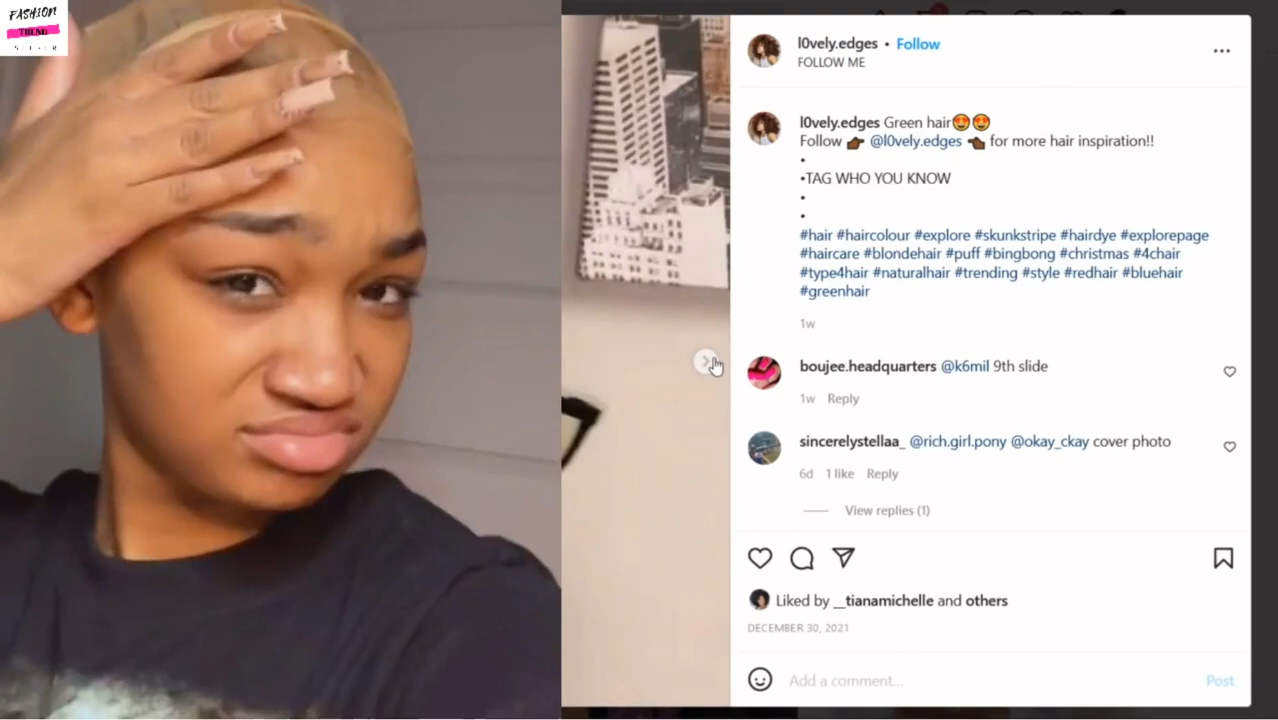 FASHION
TREND
l0vely.edges • Follow
FOLLOW ME
l0vely.edges Green hair😍😍
Follow 👉🏾 @l0vely.edges 👈🏾 for more hair inspiration!!
•
•TAG WHO YOU KNOW
•
•
#hair #haircolour #explore #skunkstripe #hairdye #explorepage
#haircare #blondehair #puff #bingbong #christmas #4chair
#type4hair #naturalhair #trending #style #redhair #bluehair
#greenhair
1w
boujee.headquarters @k6mil 9th slide
1w Reply
sincerelystellaa_ @rich.girl.pony @okay_ckay cover photo
6d 1 like Reply
View replies (1)
Liked by __tianamichelle and others
DECEMBER 30, 2021
Add a comment...
Post